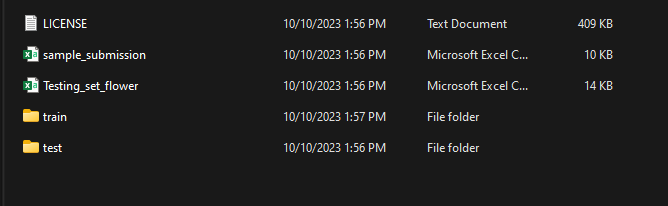 LICENSE 10/10/2023 1:56 PM Text Document 409 KB
sample_submission 10/10/2023 1:56 PM Microsoft Excel C... 10 KB
Testing_set_flower 10/10/2023 1:56 PM Microsoft Excel C... 14 KB
train 10/10/2023 1:57 PM File folder
test 10/10/2023 1:56 PM File folder